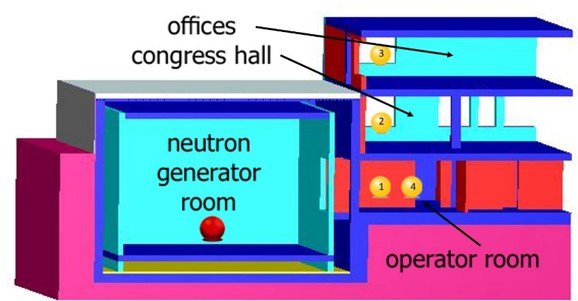 offices
congress hall
3
2
neutron
generator
room
1
4
operator room